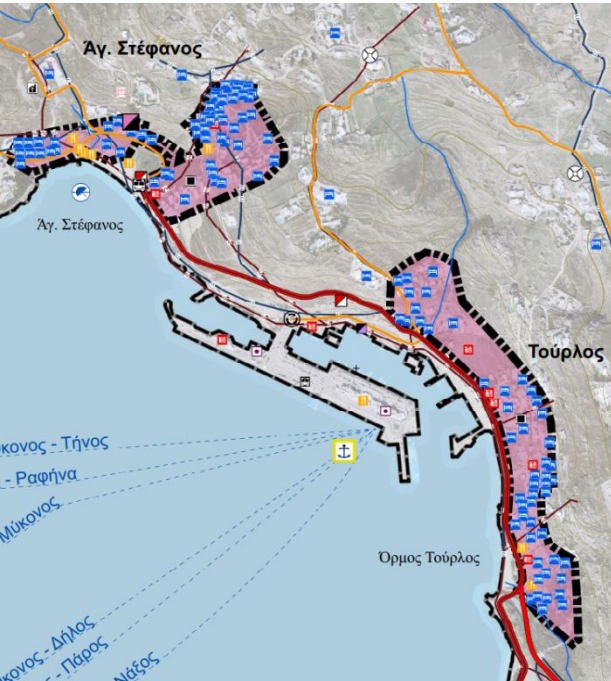 Άγ. Στέφανος
Άγ. Στέφανος
Τούρλος
κονος - Τήνος
- Ραφήνα
Μύκονος
Όρμος Τούρλος
κονος - Δήλος
ς - Πάρος
Νάξος